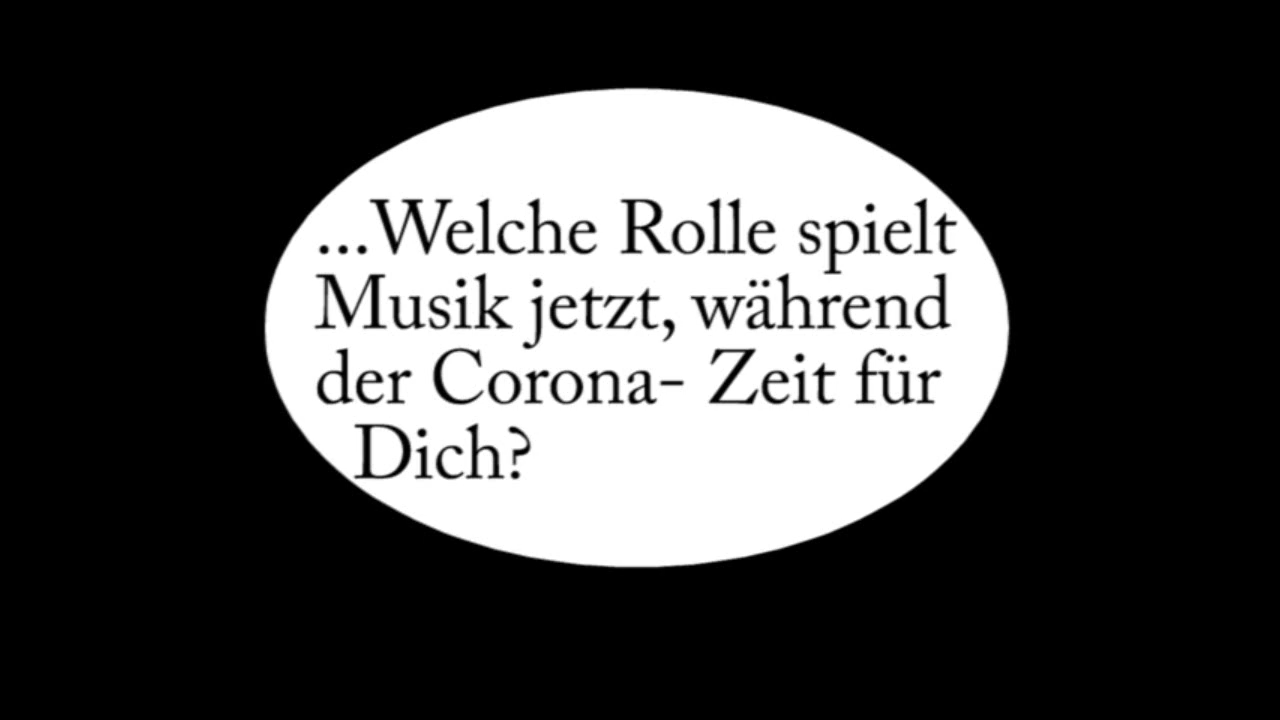 ...Welche Rolle spielt
Musik jetzt, während
der Corona- Zeit für
Dich?